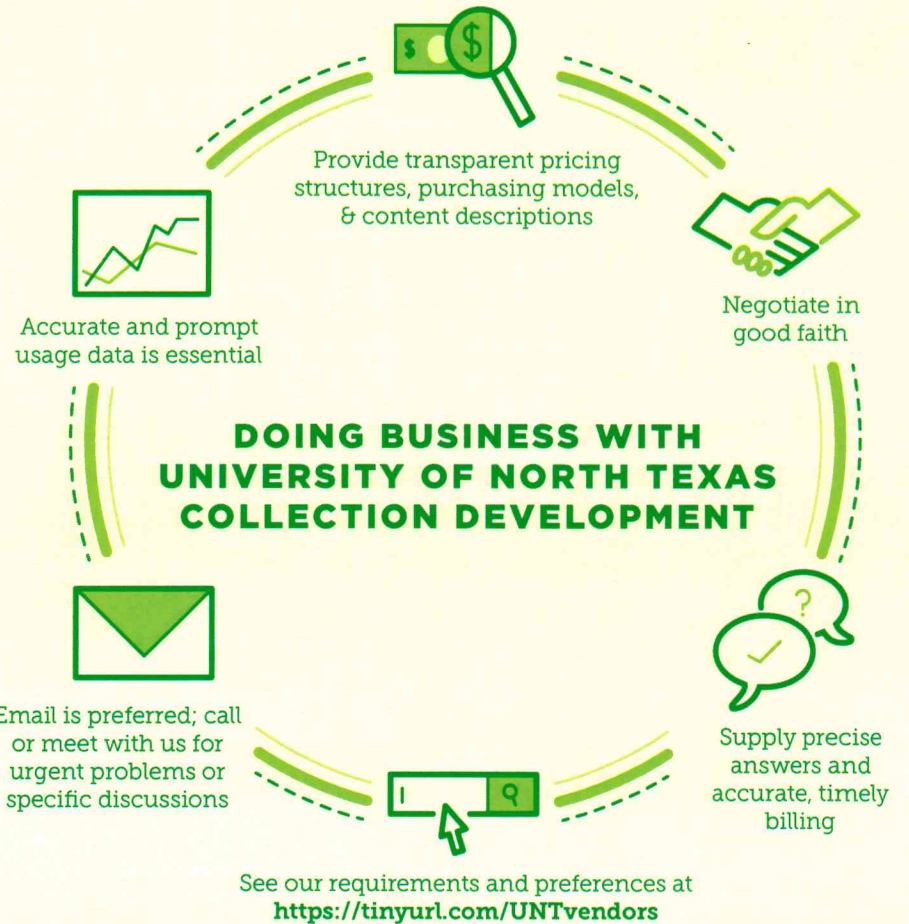 Provide transparent pricing
structures, purchasing models,
& content descriptions
Negotiate in
good faith
Supply precise
answers and
accurate, timely
billing
See our requirements and preferences at
https://tinyurl.com/UNTvendors
Email is preferred; call
or meet with us for
urgent problems or
specific discussions
Accurate and prompt
usage data is essential
DOING BUSINESS WITH
UNIVERSITY OF NORTH TEXAS
COLLECTION DEVELOPMENT